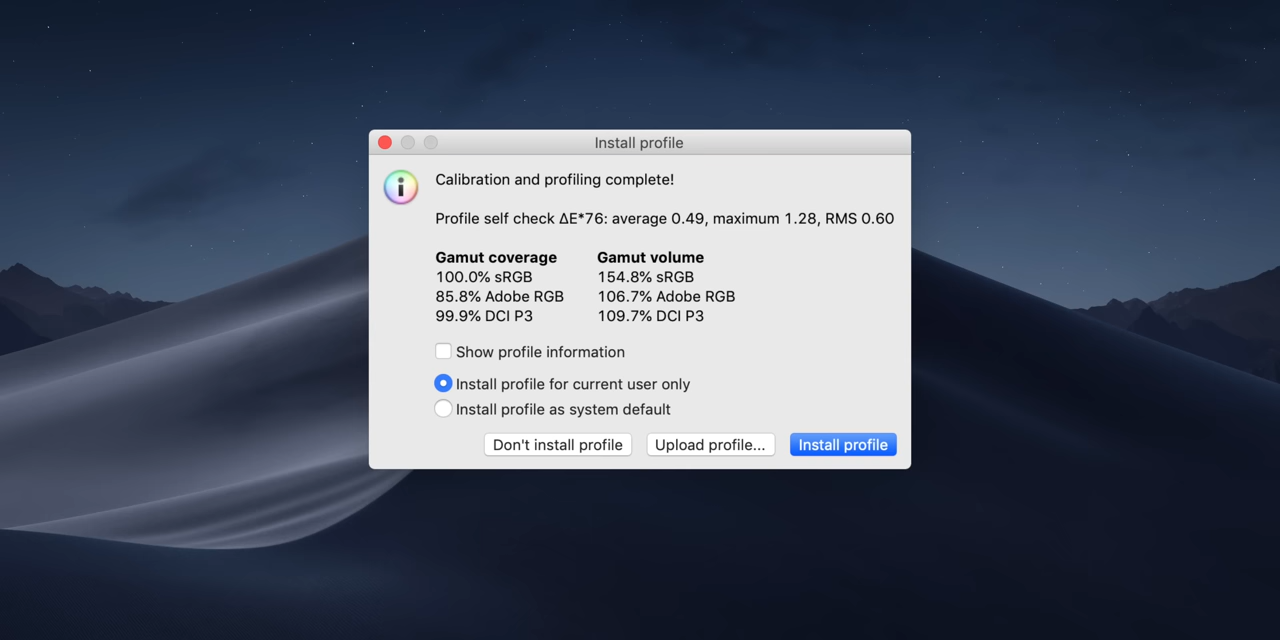 Install profile
Calibration and profiling complete!
Profile self check ΔE*76: average 0.49, maximum 1.28, RMS 0.60
Gamut coverage Gamut volume
100.0% sRGB 154.8% sRGB
85.8% Adobe RGB 106.7% Adobe RGB
99.9% DCI P3 109.7% DCI P3
Show profile information
Install profile for current user only
Install profile as system default
Don't install profile Upload profile... Install profile